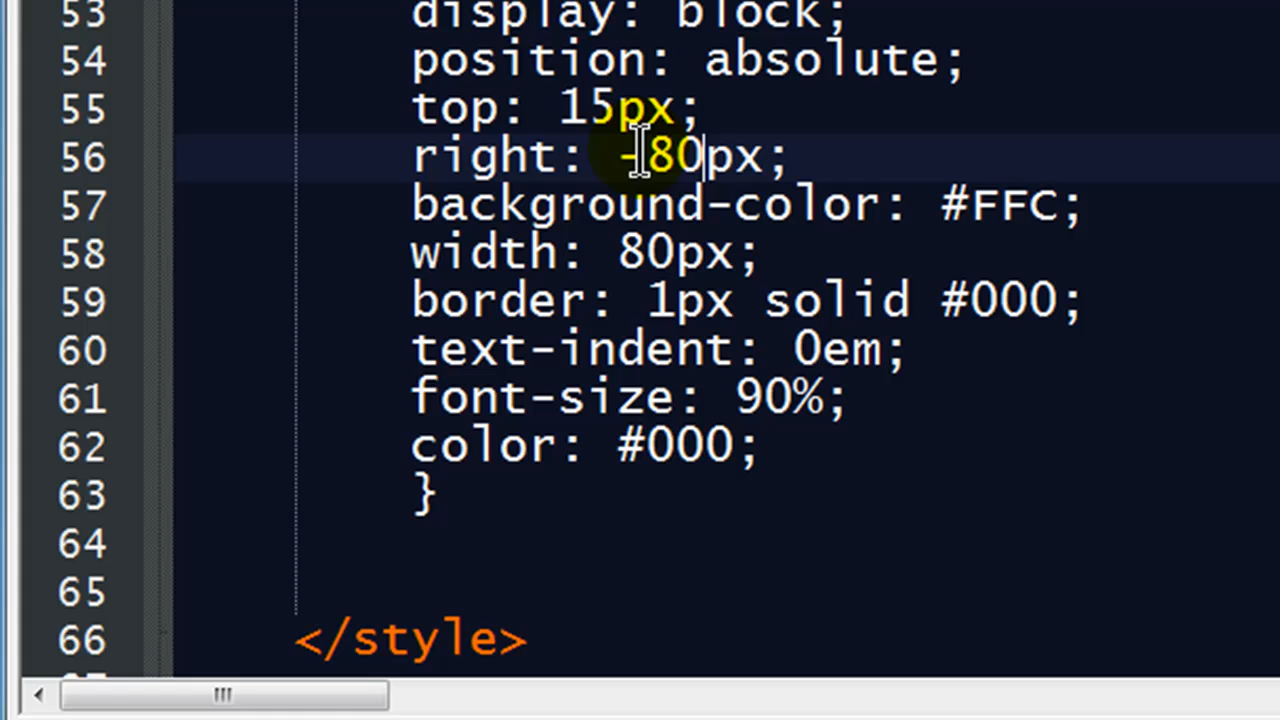 53 display: block;
54 position: absolute;
55 top: 15px;
56 right: -80px;
57 background-color: #FFC;
58 width: 80px;
59 border: 1px solid #000;
60 text-indent: 0em;
61 font-size: 90%;
62 color: #000;
63 }
64
65
66 </style>